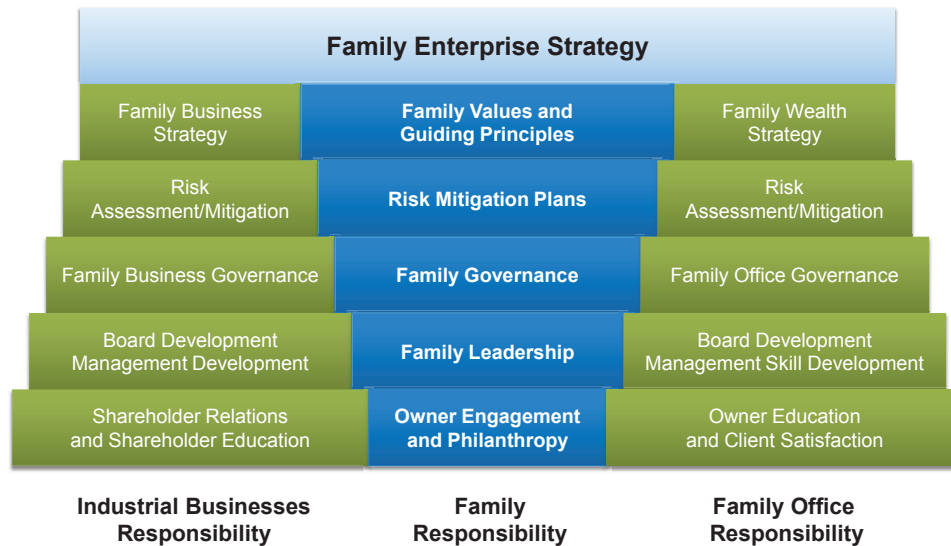 Family Enterprise Strategy
Family Business
Strategy
Family Values and
Guiding Principles
Family Wealth
Strategy
Risk
Assessment/Mitigation
Risk Mitigation Plans
Risk
Assessment/Mitigation
Family Business Governance
Family Governance
Family Office Governance
Board Development
Management Development
Family Leadership
Board Development
Management Skill Development
Shareholder Relations
and Shareholder Education
Owner Engagement
and Philanthropy
Owner Education
and Client Satisfaction
Industrial Businesses
Responsibility
Family
Responsibility
Family Office
Responsibility